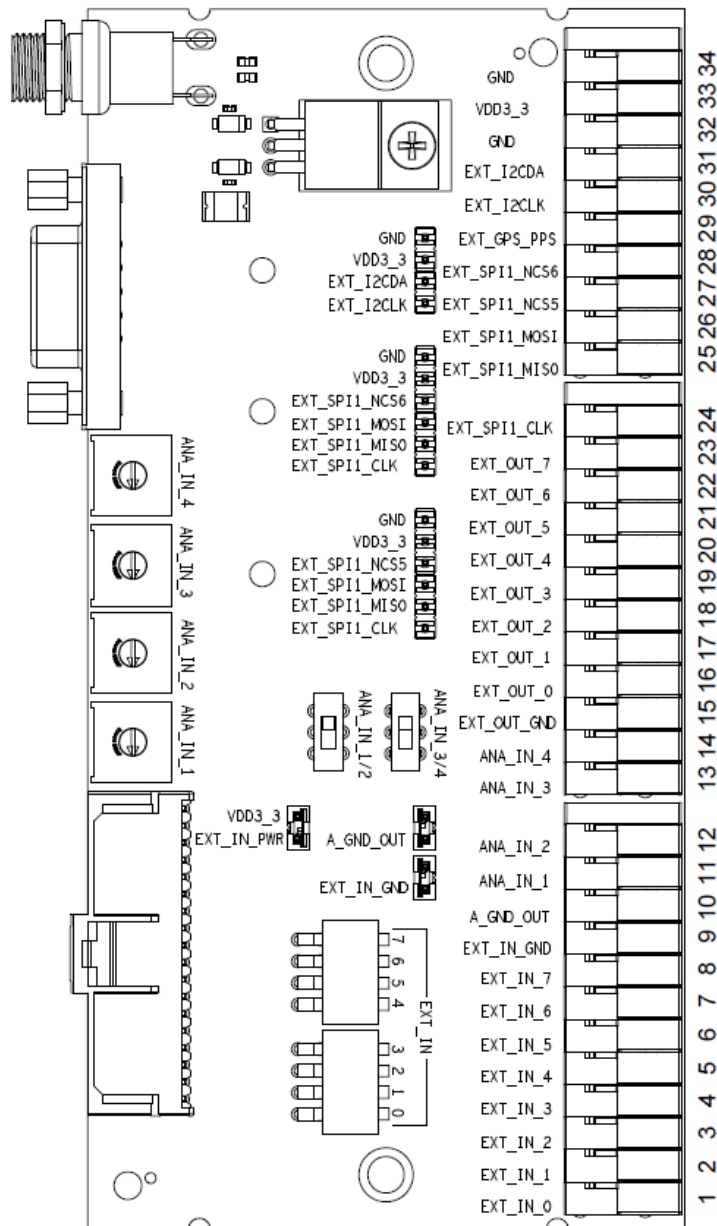 34
GND
33
VDD3_3
32
GND
31
EXT_I2CDA
30
EXT_I2CLK
29
EXT_GPS_PPS
28
EXT_SPI1_NCS6
27
EXT_SPI1_NCS5
26
EXT_SPI1_MOSI
25
EXT_SPI1_MISO
GND
VDD3_3
EXT_I2CDA
EXT_I2CLK
GND
VDD3_3
EXT_SPI1_NCS6
EXT_SPI1_MOSI
EXT_SPI1_MISO
EXT_SPI1_CLK
GND
VDD3_3
EXT_SPI1_NCS5
EXT_SPI1_MOSI
EXT_SPI1_MISO
EXT_SPI1_CLK
24
EXT_SPI1_CLK
23
EXT_OUT_7
22
EXT_OUT_6
21
EXT_OUT_5
20
EXT_OUT_4
19
EXT_OUT_3
18
EXT_OUT_2
17
EXT_OUT_1
16
EXT_OUT_0
15
EXT_OUT_GND
14
ANA_IN_4
13
ANA_IN_3
ANA_IN_4
ANA_IN_3
ANA_IN_2
ANA_IN_1
ANA_IN_1/2
ANA_IN_3/4
VDD3_3
EXT_IN_PWR
A_GND_OUT
EXT_IN_GND
12
ANA_IN_2
11
ANA_IN_1
10
A_GND_OUT
9
EXT_IN_GND
8
EXT_IN_7
7
EXT_IN_6
6
EXT_IN_5
5
EXT_IN_4
4
EXT_IN_3
3
EXT_IN_2
2
EXT_IN_1
1
EXT_IN_0
7
6
5
4
EXT_IN
3
2
1
0